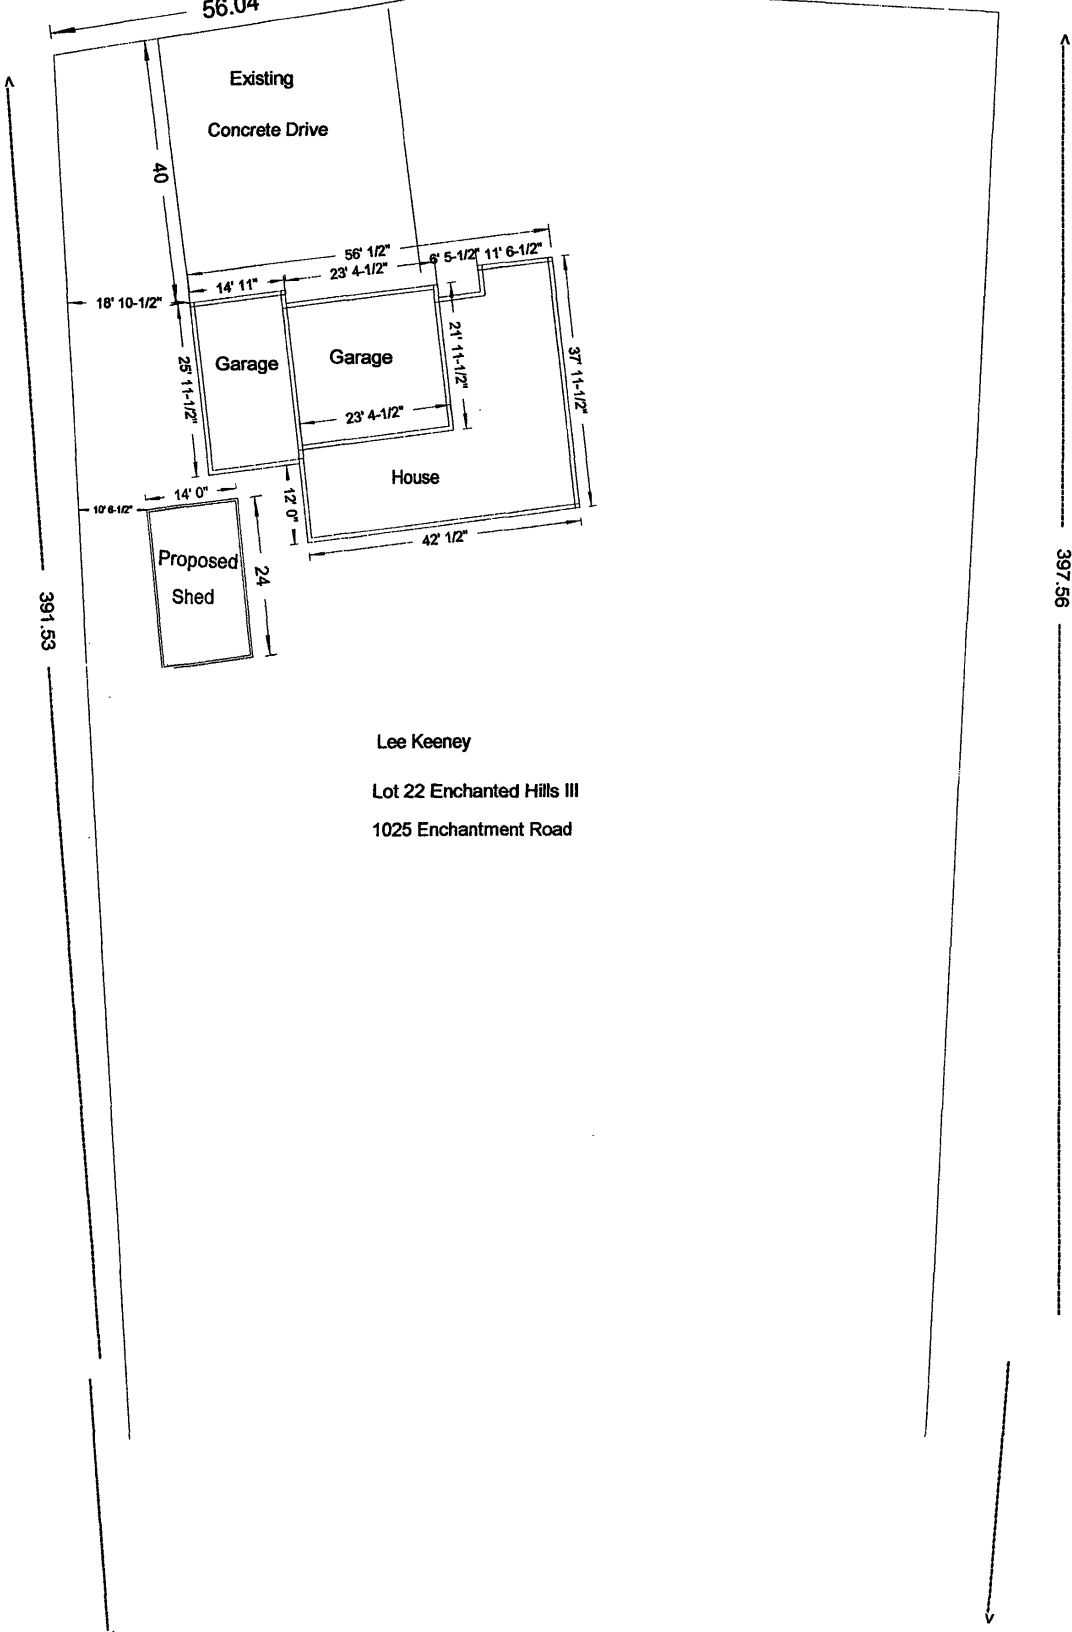 56.04
Existing
Concrete Drive
40
56' 1/2"
6' 5-1/2"
11' 6-1/2"
23' 4-1/2"
14' 11"
18' 10-1/2"
25' 11-1/2"
Garage
Garage
21' 11-1/2"
37' 11-1/2"
23' 4-1/2"
House
14' 0"
12' 0"
10' 6-1/2"
42' 1/2"
Proposed
Shed
24
391.53
397.56
Lee Keeney
Lot 22 Enchanted Hills III
1025 Enchantment Road